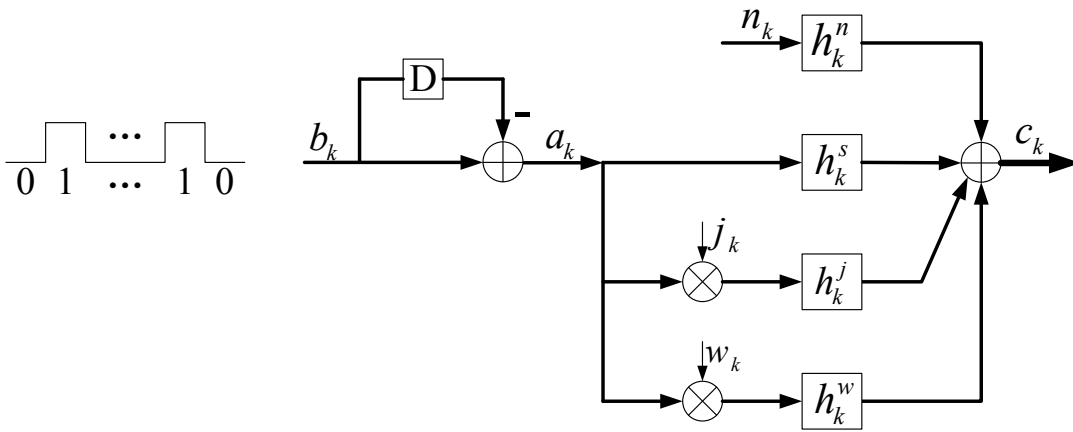 n_k
h_k^n
D
-
...
b_k
a_k
h_k^s
c_k
0 1 ... 1 0
j_k
h_k^j
w_k
h_k^w